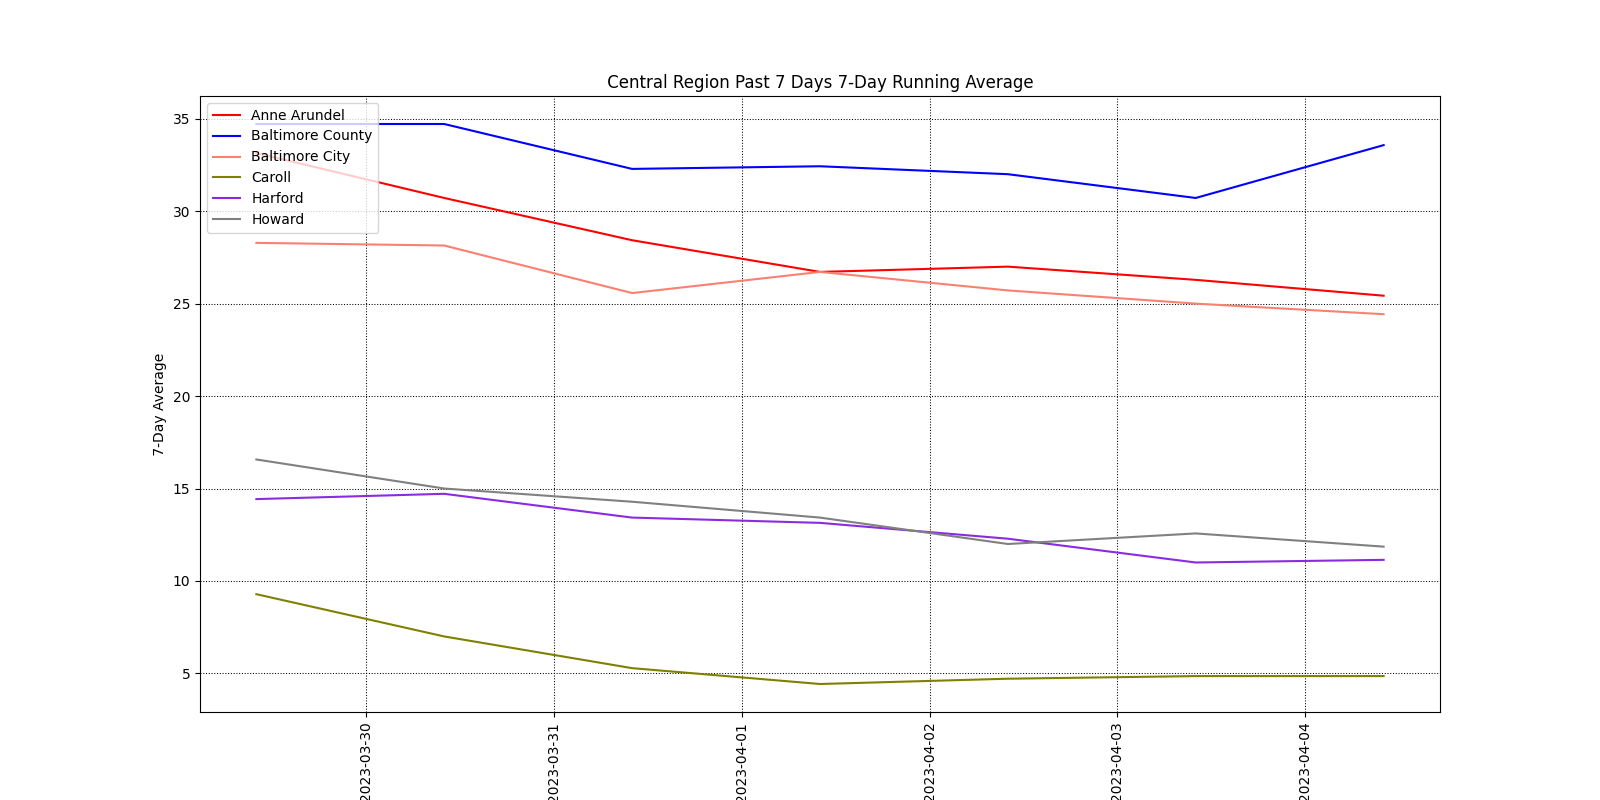 Central Region Past 7 Days 7-Day Running Average
Anne Arundel
Baltimore County
Baltimore City
Caroll
Harford
Howard
7-Day Average
35
30
25
20
15
10
5
2023-03-30
2023-03-31
2023-04-01
2023-04-02
2023-04-03
2023-04-04